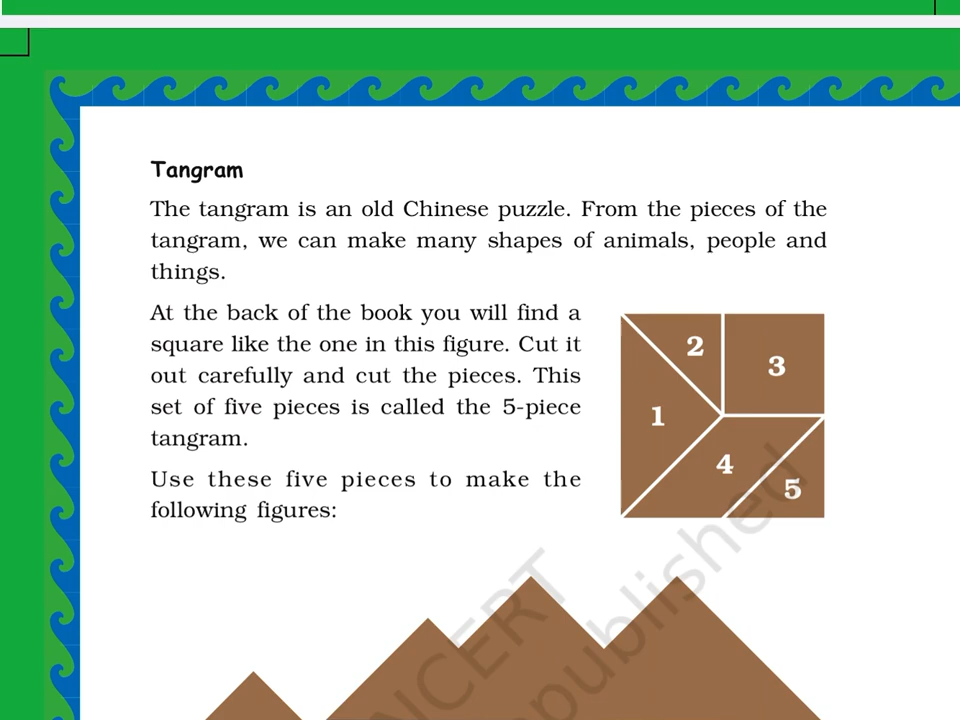 Tangram
The tangram is an old Chinese puzzle. From the pieces of the
tangram, we can make many shapes of animals, people and
things.
At the back of the book you will find a
square like the one in this figure. Cut it
out carefully and cut the pieces. This
set of five pieces is called the 5-piece
tangram.
Use these five pieces to make the
following figures:
2
3
1
4
5
NCERT
published